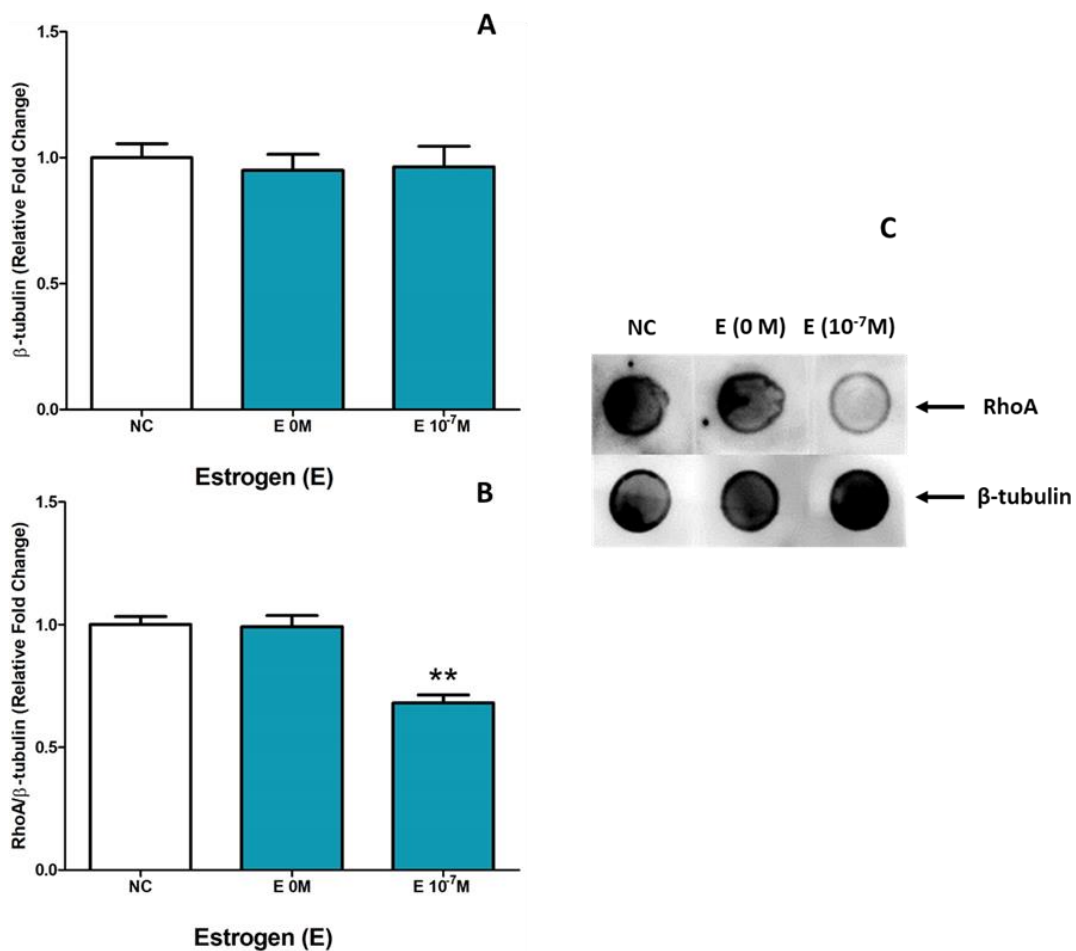 A
β-tubulin (Relative Fold Change)
1.5
1.0
0.5
0.0
NC
E 0M
E 10⁻⁷M
Estrogen (E)
B
RhoA/β-tubulin (Relative Fold Change)
1.5
1.0
0.5
0.0
**
NC
E 0M
E 10⁻⁷M
Estrogen (E)
C
NC
E (0 M)
E (10⁻⁷M)
RhoA
β-tubulin